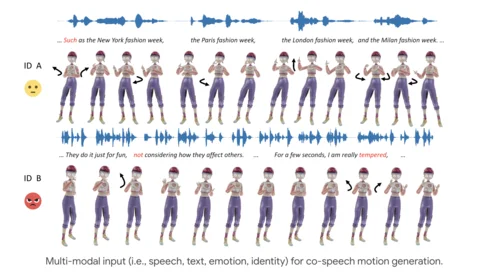 ... Such as the New York fashion week, the Paris fashion week, the London fashion week, and the Milan fashion week. ...
ID A
... They do it just for fun, not considering how they affect others. ... For a few seconds, I am really tempered, ...
ID B
Multi-modal input (i.e., speech, text, emotion, identity) for co-speech motion generation.